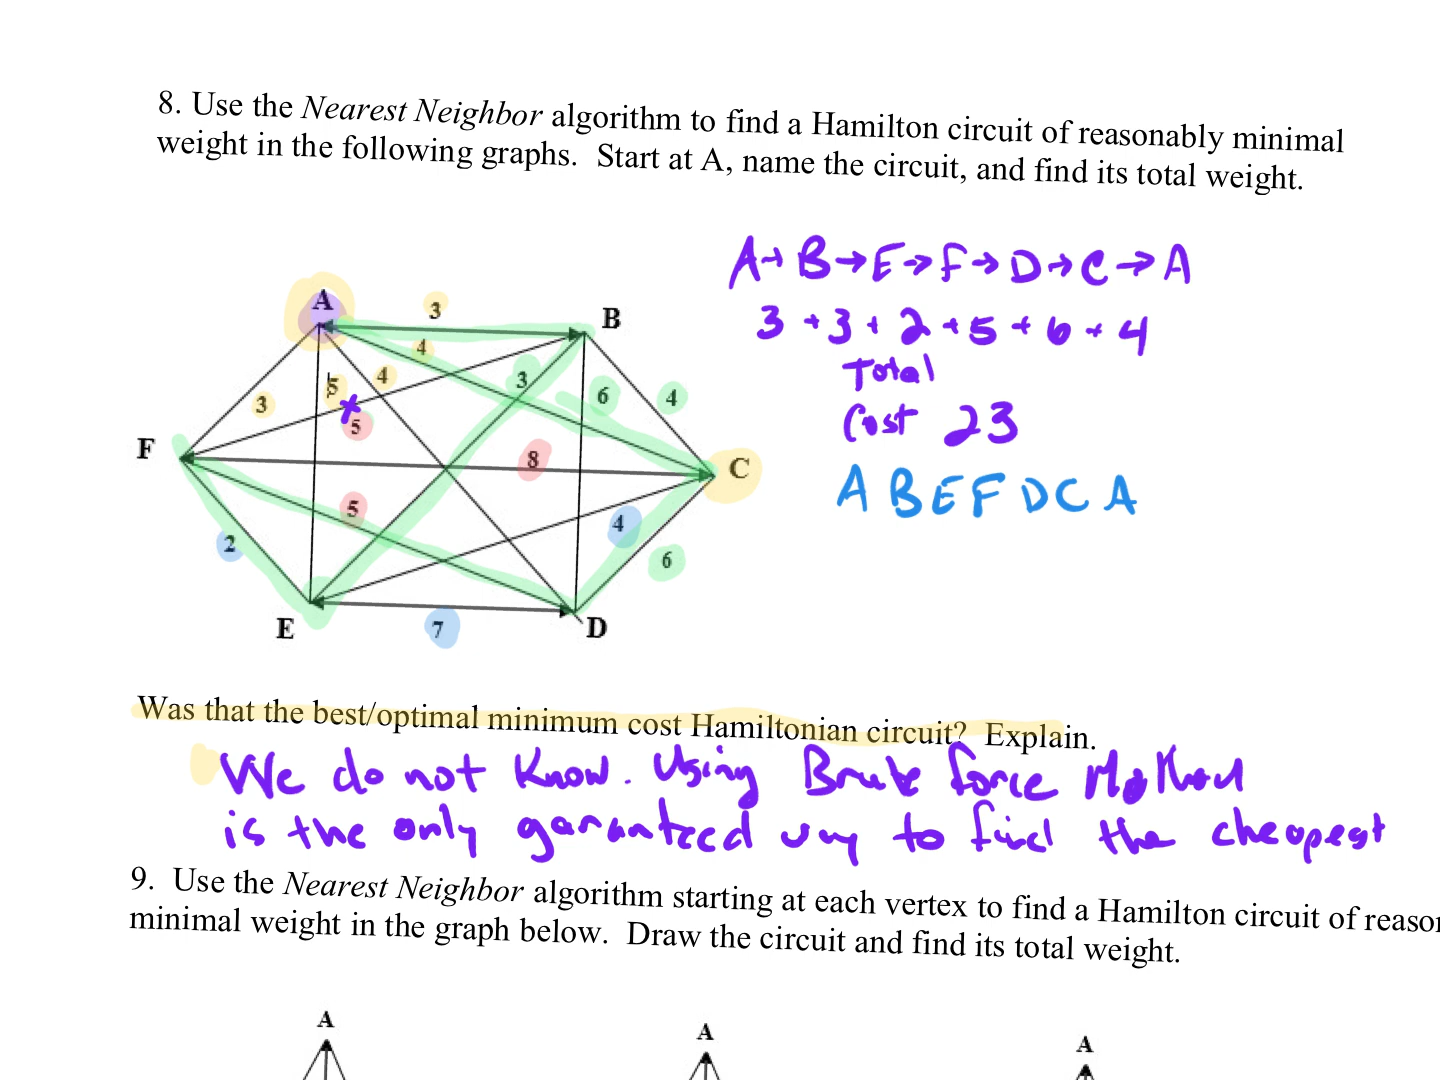 8. Use the Nearest Neighbor algorithm to find a Hamilton circuit of reasonably minimal
weight in the following graphs. Start at A, name the circuit, and find its total weight.
A→B→E→F→D→C→A
3+3+2+5+6+4
Total
Cost 23
A B E F D C A
A
3
B
4
5
4
3
6
4
3
x
5
F
8
C
5
4
2
6
E
7
D
Was that the best/optimal minimum cost Hamiltonian circuit? Explain.
We do not Know. Using Brute force Method
is the only garanteed way to find the cheapest
9. Use the Nearest Neighbor algorithm starting at each vertex to find a Hamilton circuit of reaso
minimal weight in the graph below. Draw the circuit and find its total weight.
A
A
A